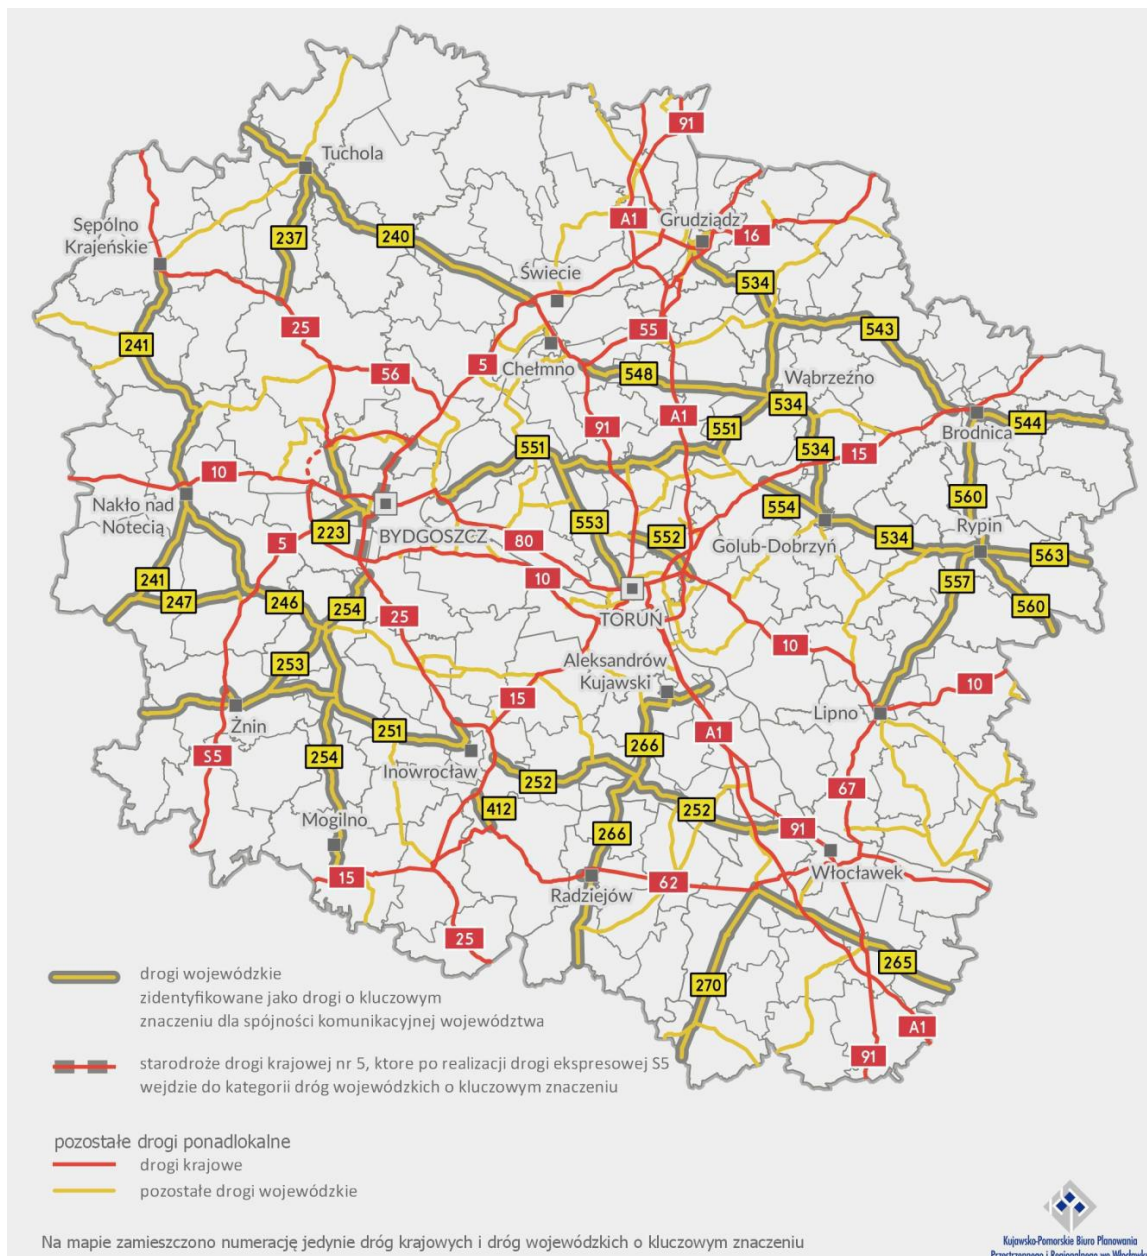 91
Tuchola
A1
Grudziądz
16
Sępólno
Krajeńskie
237
240
Świecie
534
25
55
543
241
5
Chełmno
56
548
Wąbrzeźno
534
A1
551
91
534
544
Brodnica
551
15
10
Nakło nad
Notecią
560
554
553
Rypin
223
BYDGOSZCZ
552
534
5
80
Golub-Dobrzyń
563
241
10
557
247
246
254
TORUŃ
560
25
10
253
Aleksandrów
Kujawski
15
10
Żnin
Lipno
251
A1
S5
254
266
Inowrocław
252
67
412
252
Mogilno
91
266
Włocławek
15
62
Radziejów
25
265
270
A1
91
drogi wojewódzkie
zidentyfikowane jako drogi o kluczowym
znaczeniu dla spójności komunikacyjnej województwa
starodroże drogi krajowej nr 5, ktore po realizacji drogi ekspresowej S5
wejdzie do kategorii dróg wojewódzkich o kluczowym znaczeniu
pozostałe drogi ponadlokalne
drogi krajowe
pozostałe drogi wojewódzkie
Na mapie zamieszczono numerację jedynie dróg krajowych i dróg wojewódzkich o kluczowym znaczeniu
Kujawsko-Pomorskie Biuro Planowania
Przestrzennego i Regionalnego we Włocławku